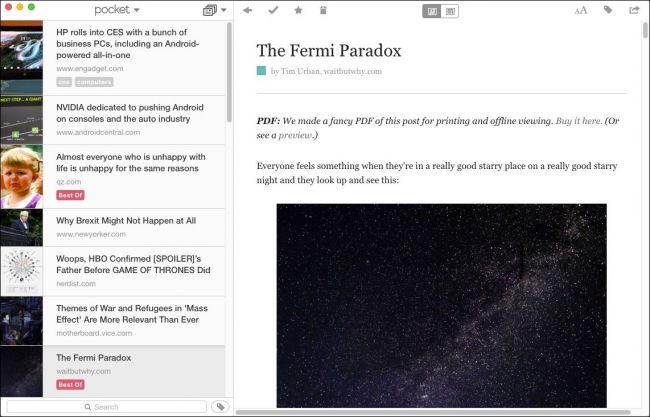 pocket
HP rolls into CES with a bunch of
business PCs, including an Android-
powered all-in-one
www.engadget.com
ces computers
NVIDIA dedicated to pushing Android
on consoles and the auto industry
www.androidcentral.com
Almost everyone who is unhappy with
life is unhappy for the same reasons
qz.com
Best Of
Why Brexit Might Not Happen at All
www.newyorker.com
Woops, HBO Confirmed [SPOILER]'s
Father Before GAME OF THRONES Did
nerdist.com
Themes of War and Refugees in 'Mass
Effect' Are More Relevant Than Ever
motherboard.vice.com
The Fermi Paradox
waitbutwhy.com
Best Of
Search
AA
The Fermi Paradox
by Tim Urban, waitbutwhy.com
PDF: We made a fancy PDF of this post for printing and offline viewing. Buy it here. (Or
see a preview.)
Everyone feels something when they're in a really good starry place on a really good starry
night and they look up and see this: